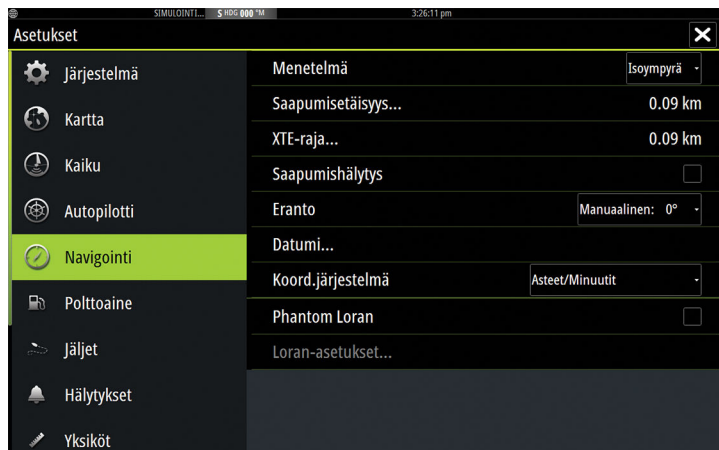 SIMULOINTI... S HDG 000 °M 3:26:11 pm
Asetukset
Järjestelmä
Kartta
Kaiku
Autopilotti
Navigointi
Polttoaine
Jäljet
Hälytykset
Yksiköt
Menetelmä Isoympyrä
Saapumisetäisyys... 0.09 km
XTE-raja... 0.09 km
Saapumishälytys
Eranto Manuaalinen: 0°
Datumi...
Koord.järjestelmä Asteet/Minuutit
Phantom Loran
Loran-asetukset...